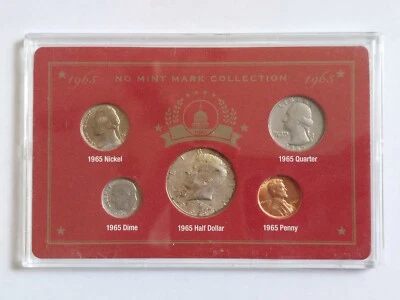 1965 NO MINT MARK COLLECTION 1965
1965 Nickel
1965 Quarter
1965 Dime
1965 Half Dollar
1965 Penny